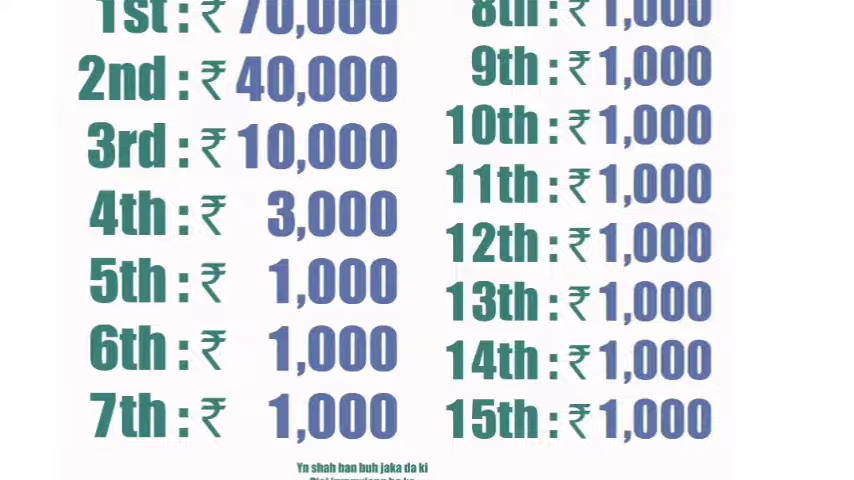 1st : ₹ 70,000
2nd : ₹ 40,000
3rd : ₹ 10,000
4th : ₹ 3,000
5th : ₹ 1,000
6th : ₹ 1,000
7th : ₹ 1,000
8th : ₹ 1,000
9th : ₹ 1,000
10th : ₹ 1,000
11th : ₹ 1,000
12th : ₹ 1,000
13th : ₹ 1,000
14th : ₹ 1,000
15th : ₹ 1,000
Yn shah ban buh jaka da ki